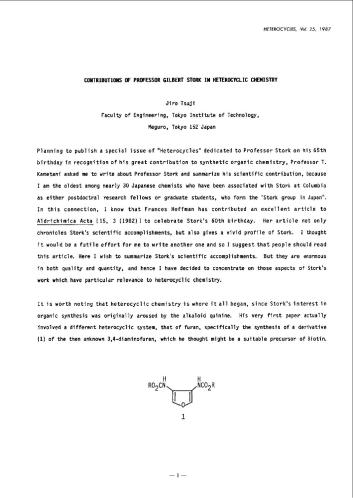 HETEROCYCLES, Vol. 25, 1987
CONTRIBUTIONS OF PROFESSOR GILBERT STORK IN HETEROCYCLIC CHEMISTRY
Jiro Tsuji
Faculty of Engineering, Tokyo Institute of Technology,
Meguro, Tokyo 152 Japan
Planning to publish a special issue of "Heterocycles" dedicated to Professor Stork on his 65th
birthday in recognition of his great contribution to synthetic organic chemistry, Professor T.
Kametani asked me to write about Professor Stork and summarize his scientific contribution, because
I am the oldest among nearly 30 Japanese chemists who have been associated with Stork at Columbia
as either postdoctral research fellows or graduate students, who form the "Stork group in Japan".
In this connection, I know that Frances Hoffman has contributed an excellent article to
Aldrichimica Acta [15, 3 (1982)] to celebrate Stork's 60th birthday. Her article not only
chronicles Stork's scientific accomplishments, but also gives a vivid profile of Stork. I thought
it would be a futile effort for me to write another one and so I suggest that people should read
this article. Here I wish to summarize Stork's scientific accomplishments. But they are enormous
in both quality and quantity, and hence I have decided to concentrate on those aspects of Stork's
work which have particular relevance to heterocyclic chemistry.
It is worth noting that heterocyclic chemistry is where it all began, since Stork's interest in
organic synthesis was originally aroused by the alkaloid quinine. His very first paper actually
involved a different heterocyclic system, that of furan, specifically the synthesis of a derivative
(1) of the then unknown 3,4-diaminofuran, which he thought might be a suitable precursor of Biotin.
H H
RO2CN NCO2R
O
1
— 1 —